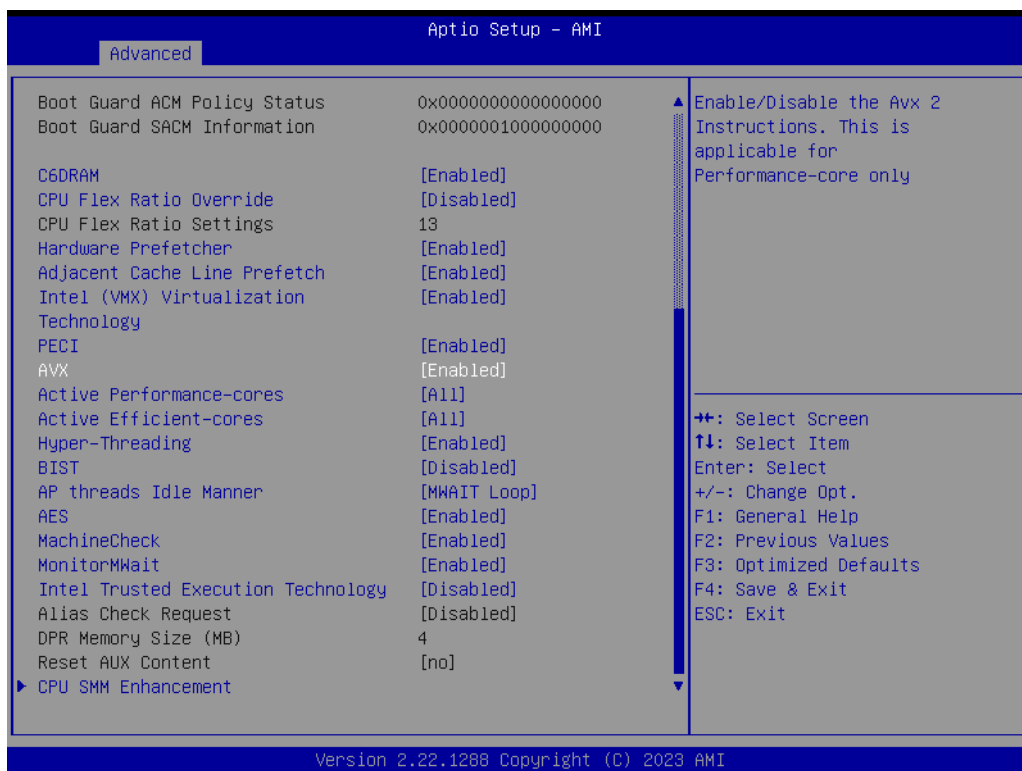 Aptio Setup – AMI
Advanced
Boot Guard ACM Policy Status 0x0000000000000000
Boot Guard SACM Information 0x0000001000000000
C6DRAM [Enabled]
CPU Flex Ratio Override [Disabled]
CPU Flex Ratio Settings 13
Hardware Prefetcher [Enabled]
Adjacent Cache Line Prefetch [Enabled]
Intel (VMX) Virtualization [Enabled]
Technology
PECI [Enabled]
AVX [Enabled]
Active Performance-cores [All]
Active Efficient-cores [All]
Hyper-Threading [Enabled]
BIST [Disabled]
AP threads Idle Manner [MWAIT Loop]
AES [Enabled]
MachineCheck [Enabled]
MonitorMWait [Enabled]
Intel Trusted Execution Technology [Disabled]
Alias Check Request [Disabled]
DPR Memory Size (MB) 4
Reset AUX Content [no]
CPU SMM Enhancement
Enable/Disable the Avx 2
Instructions. This is
applicable for
Performance-core only
→←: Select Screen
↑↓: Select Item
Enter: Select
+/-: Change Opt.
F1: General Help
F2: Previous Values
F3: Optimized Defaults
F4: Save & Exit
ESC: Exit
Version 2.22.1288 Copyright (C) 2023 AMI